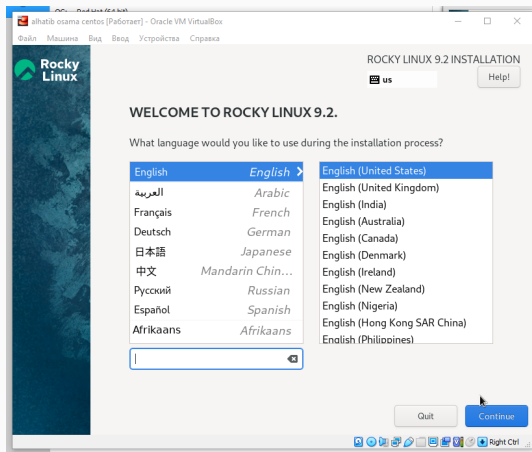 alhatib osama centos [Работает] - Oracle VM VirtualBox
Файл Машина Вид Ввод Устройства Справка
Rocky
Linux
ROCKY LINUX 9.2 INSTALLATION
us
Help!
WELCOME TO ROCKY LINUX 9.2.
What language would you like to use during the installation process?
English English
العربية Arabic
Français French
Deutsch German
日本語 Japanese
中文 Mandarin Chin...
Русский Russian
Español Spanish
Afrikaans Afrikaans
English (United States)
English (United Kingdom)
English (India)
English (Australia)
English (Canada)
English (Denmark)
English (Ireland)
English (New Zealand)
English (Nigeria)
English (Hong Kong SAR China)
English (Philippines)
Quit
Continue
Right Ctrl